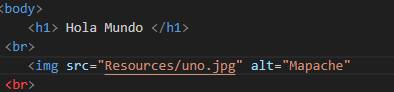 <body>
<h1> Hola Mundo </h1>
<br>
<img src="Resources/uno.jpg" alt="Mapache"
<br>